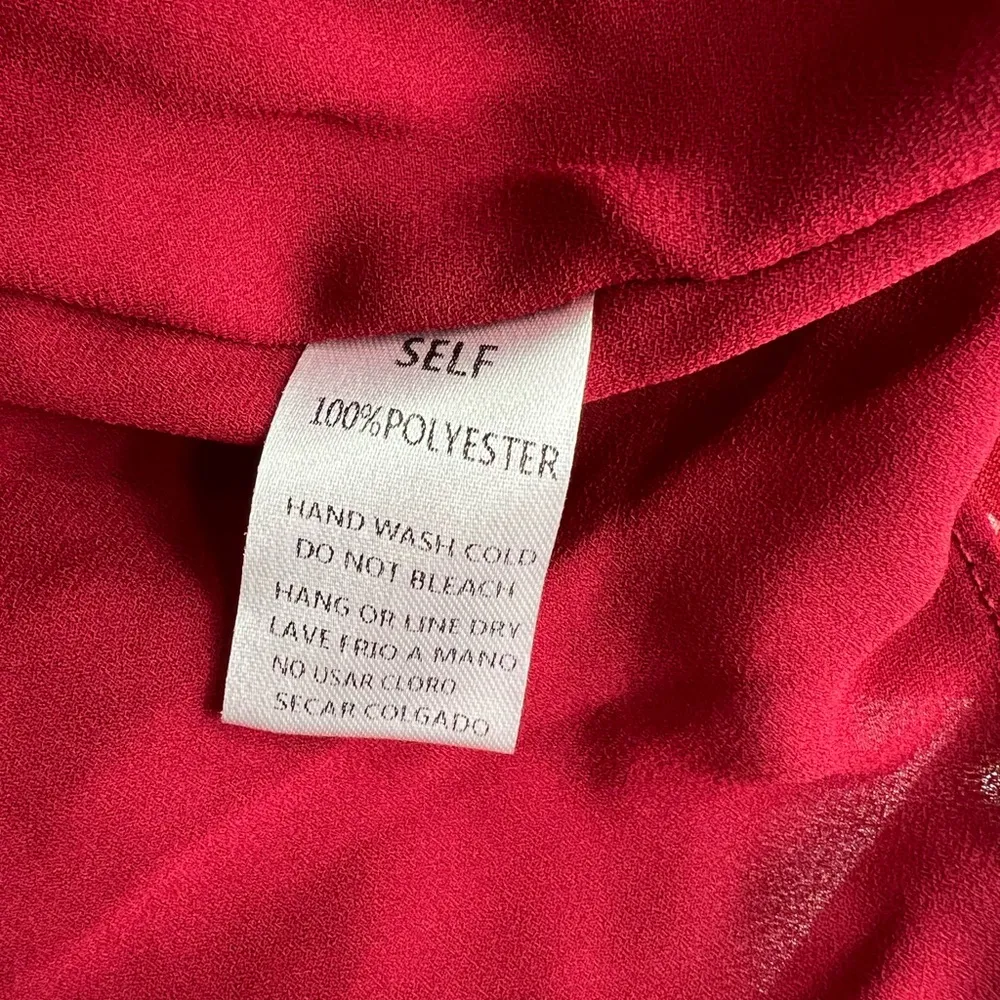 SELF
100%POLYESTER
HAND WASH COLD
DO NOT BLEACH
HANG OR LINE DRY
LAVE FRIO A MANO
NO USAR CLORO
SECAR COLGADO